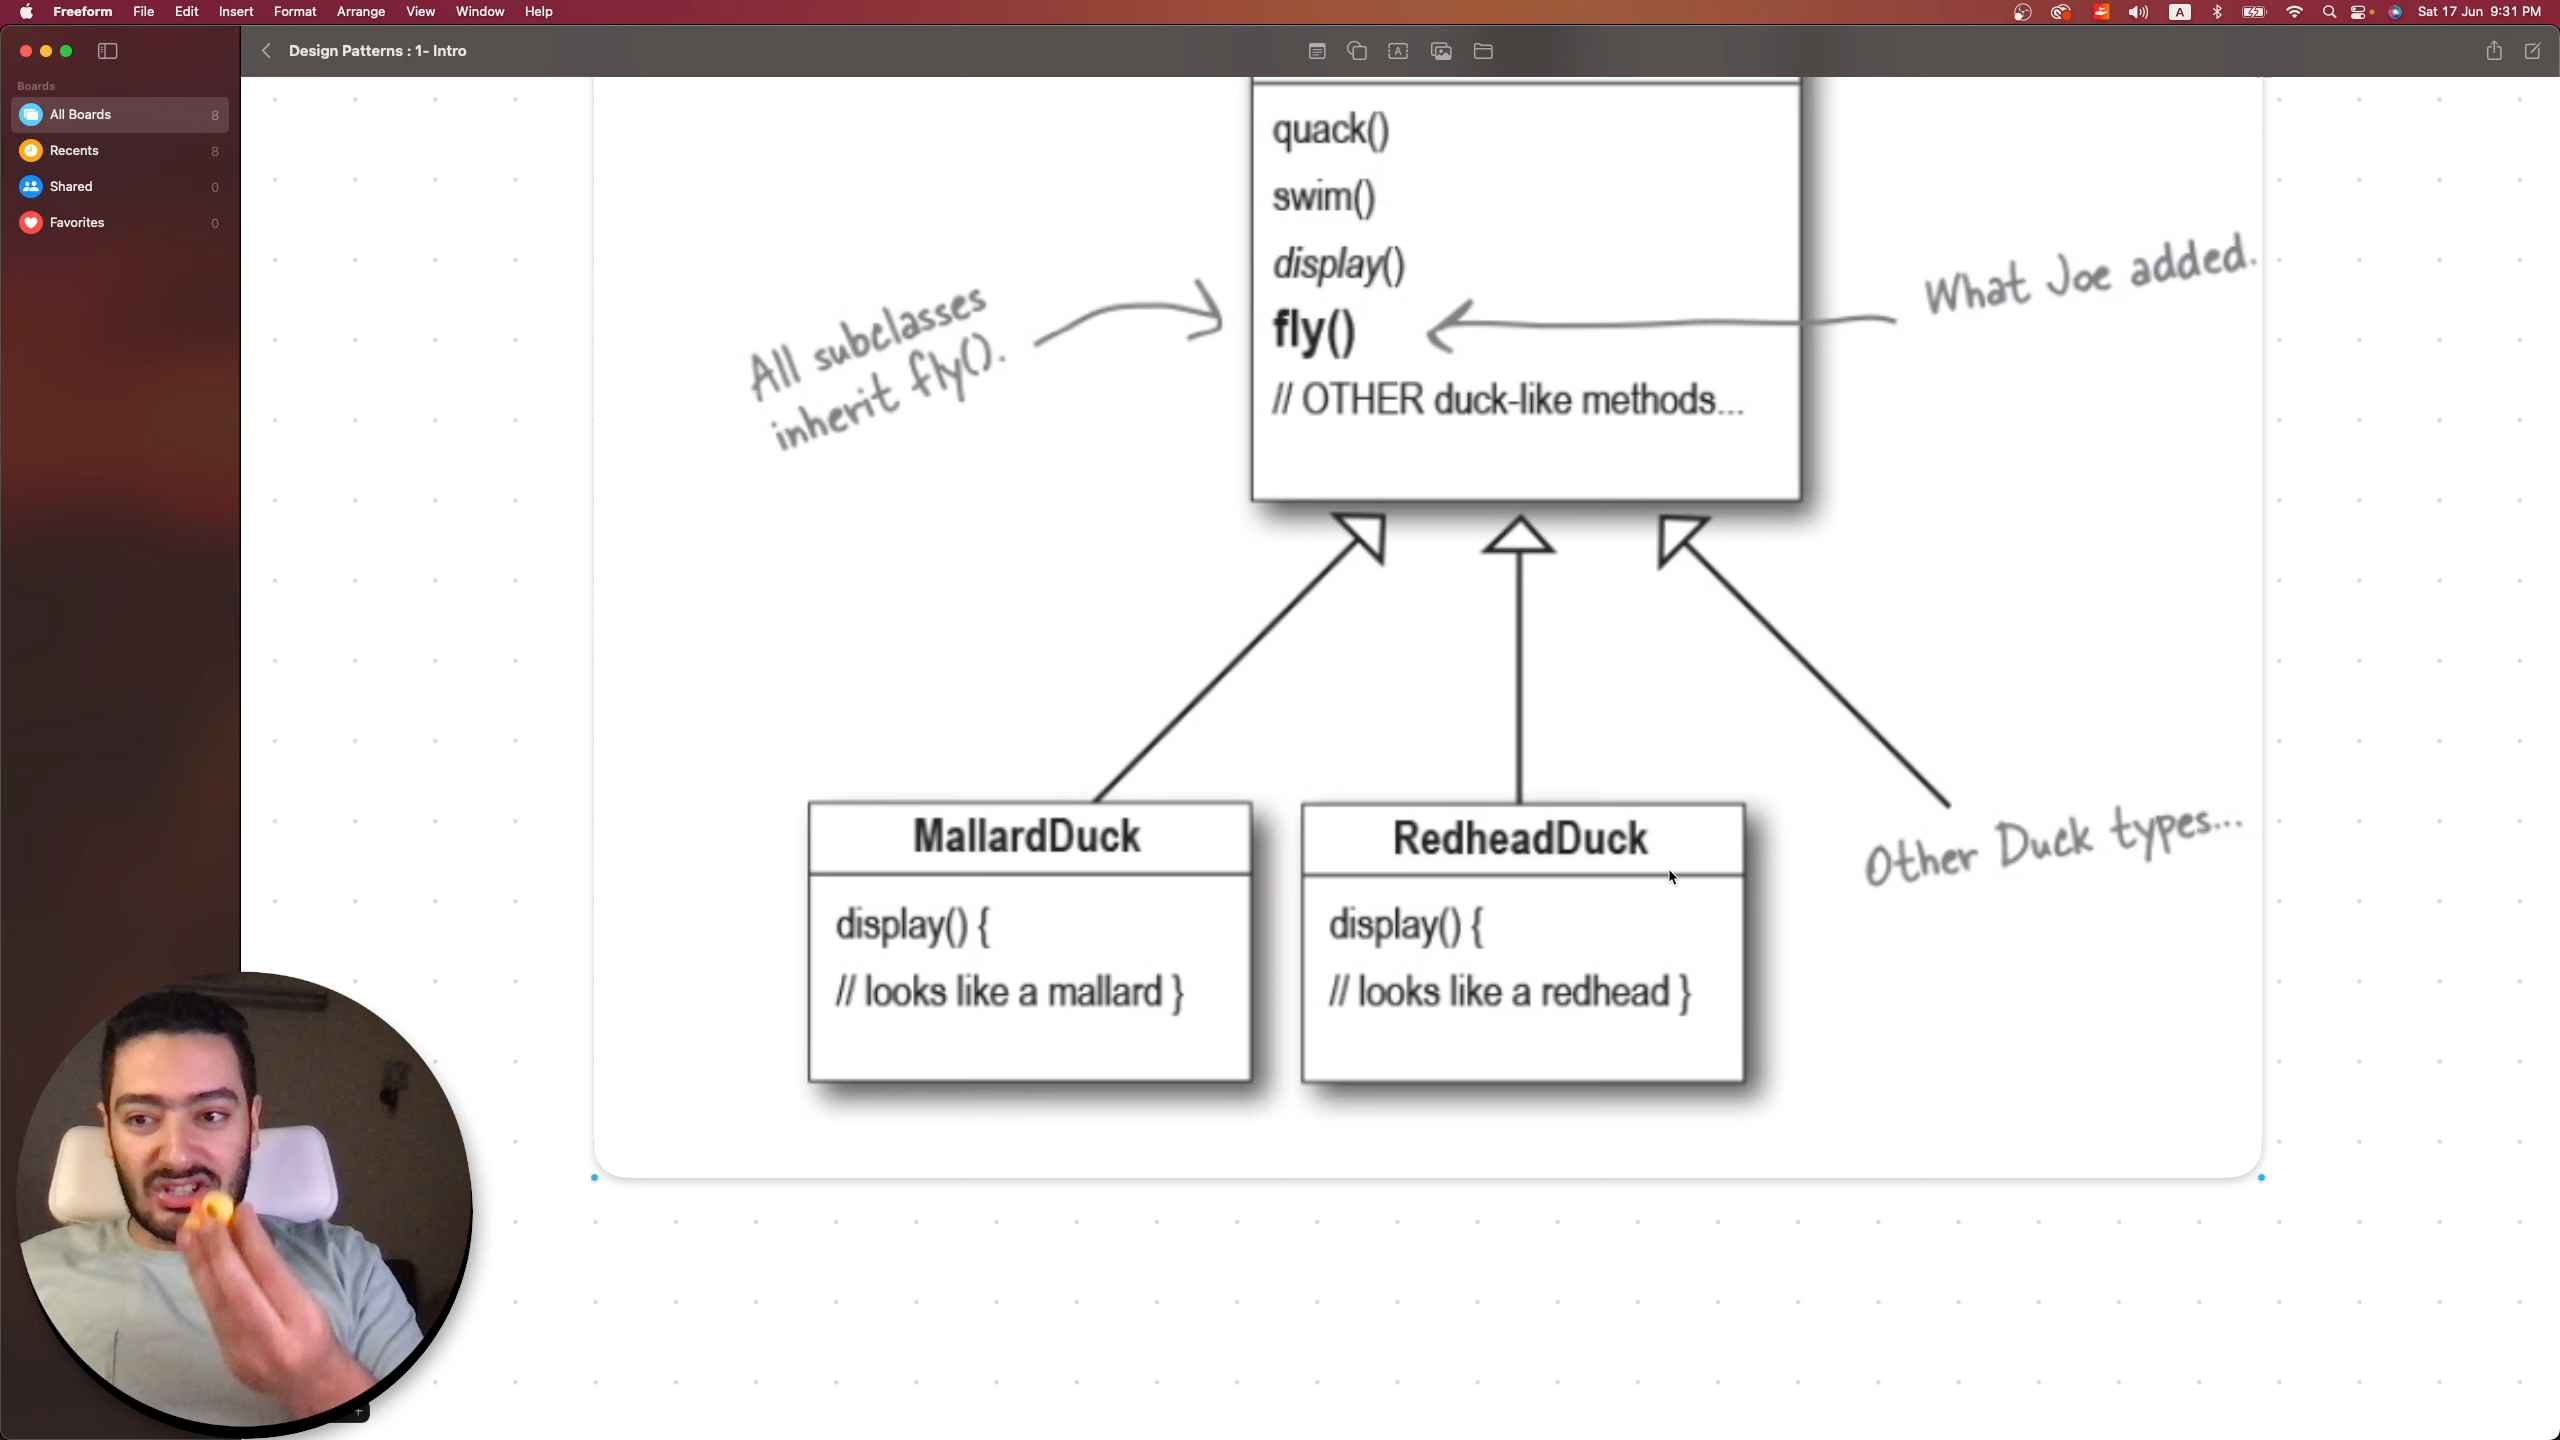 Freeform File Edit Insert Format Arrange View Window Help
A
Sat 17 Jun 9:31 PM
Design Patterns : 1- Intro
A
Boards
All Boards 8
Recents 8
Shared 0
Favorites 0
quack()
swim()
display()
fly()
// OTHER duck-like methods...
All subclasses
inherit fly().
What Joe added.
MallardDuck
display() {
// looks like a mallard }
RedheadDuck
display() {
// looks like a redhead }
Other Duck types...